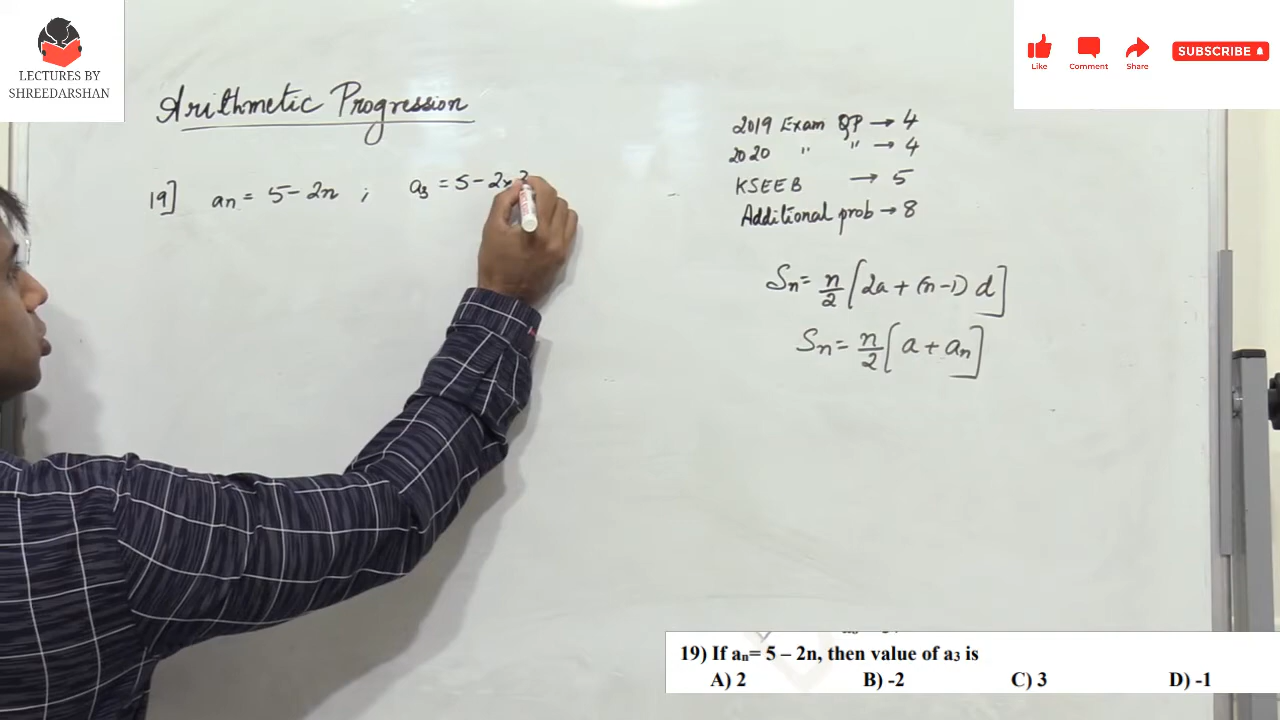 LECTURES BY
SHREEDARSHAN
Like
Comment
Share
SUBSCRIBE
Arithmetic Progression
19] an = 5 - 2n ; a3 = 5 - 2x3
2019 Exam QP → 4
2020 " " → 4
KSEEB → 5
Additional prob → 8
Sn = n/2 [2a + (n-1) d]
Sn = n/2 [a + an]
19) If an= 5 – 2n, then value of a3 is
A) 2 B) -2 C) 3 D) -1